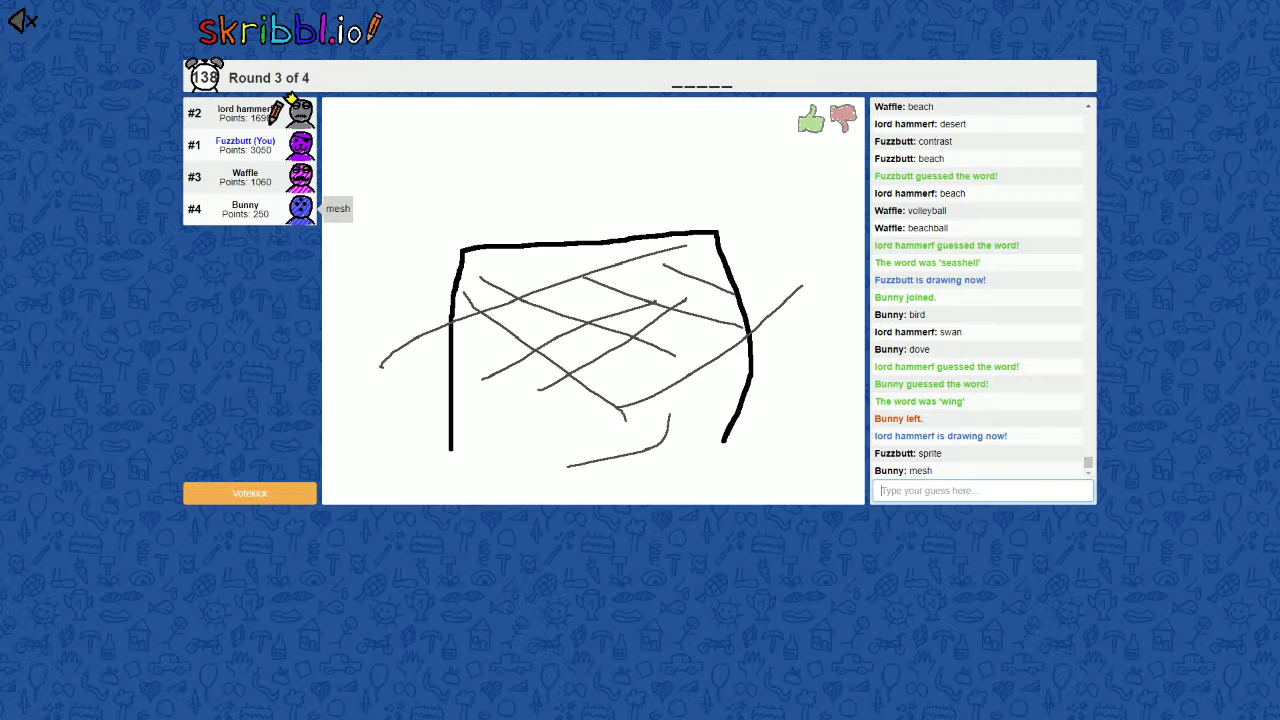 skribbl.io
138
Round 3 of 4
_____
#2
lord hammerf
Points: 169
#1
Fuzzbutt (You)
Points: 3050
#3
Waffle
Points: 1060
#4
Bunny
Points: 250
mesh
Votekick
Waffle: beach
lord hammerf: desert
Fuzzbutt: contrast
Fuzzbutt: beach
Fuzzbutt guessed the word!
lord hammerf: beach
Waffle: volleyball
Waffle: beachball
lord hammerf guessed the word!
The word was 'seashell'
Fuzzbutt is drawing now!
Bunny joined.
Bunny: bird
lord hammerf: swan
Bunny: dove
lord hammerf guessed the word!
Bunny guessed the word!
The word was 'wing'
Bunny left.
lord hammerf is drawing now!
Fuzzbutt: sprite
Bunny: mesh
Type your guess here...